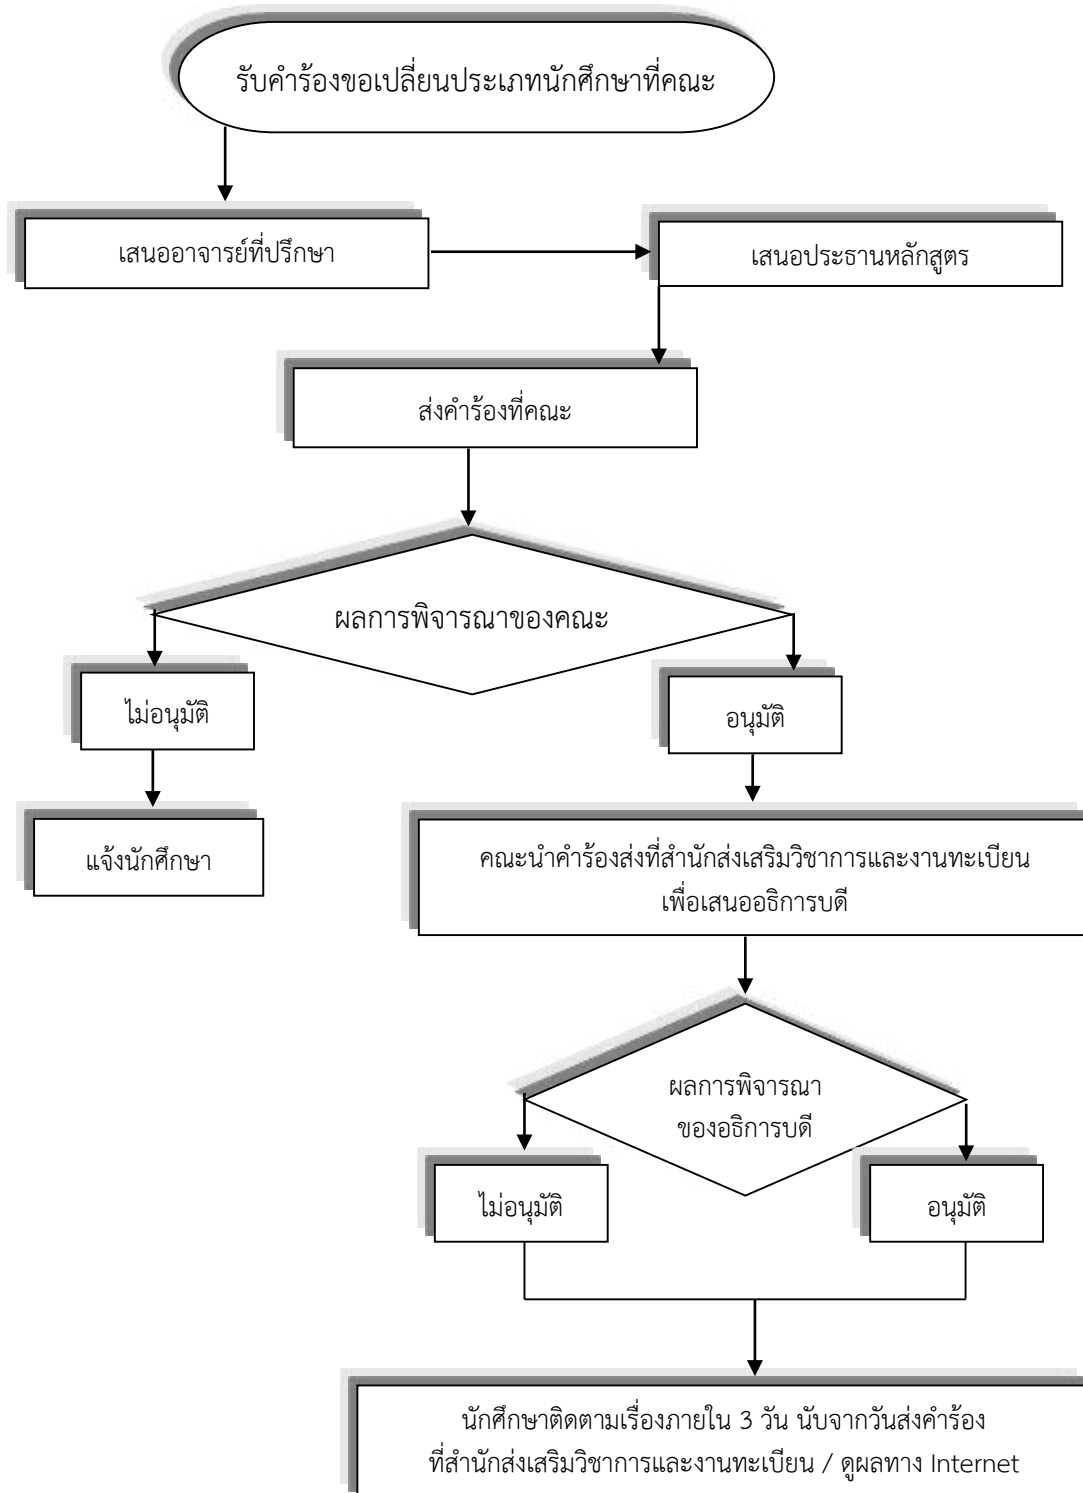 รับคำร้องขอเปลี่ยนประเภทนักศึกษาที่คณะ
เสนออาจารย์ที่ปรึกษา
เสนอประธานหลักสูตร
ส่งคำร้องที่คณะ
ผลการพิจารณาของคณะ
ไม่อนุมัติ
อนุมัติ
แจ้งนักศึกษา
คณะนำคำร้องส่งที่สำนักส่งเสริมวิชาการและงานทะเบียน
เพื่อเสนออธิการบดี
ผลการพิจารณา
ของอธิการบดี
ไม่อนุมัติ
อนุมัติ
นักศึกษาติดตามเรื่องภายใน 3 วัน นับจากวันส่งคำร้อง
ที่สำนักส่งเสริมวิชาการและงานทะเบียน / ดูผลทาง Internet